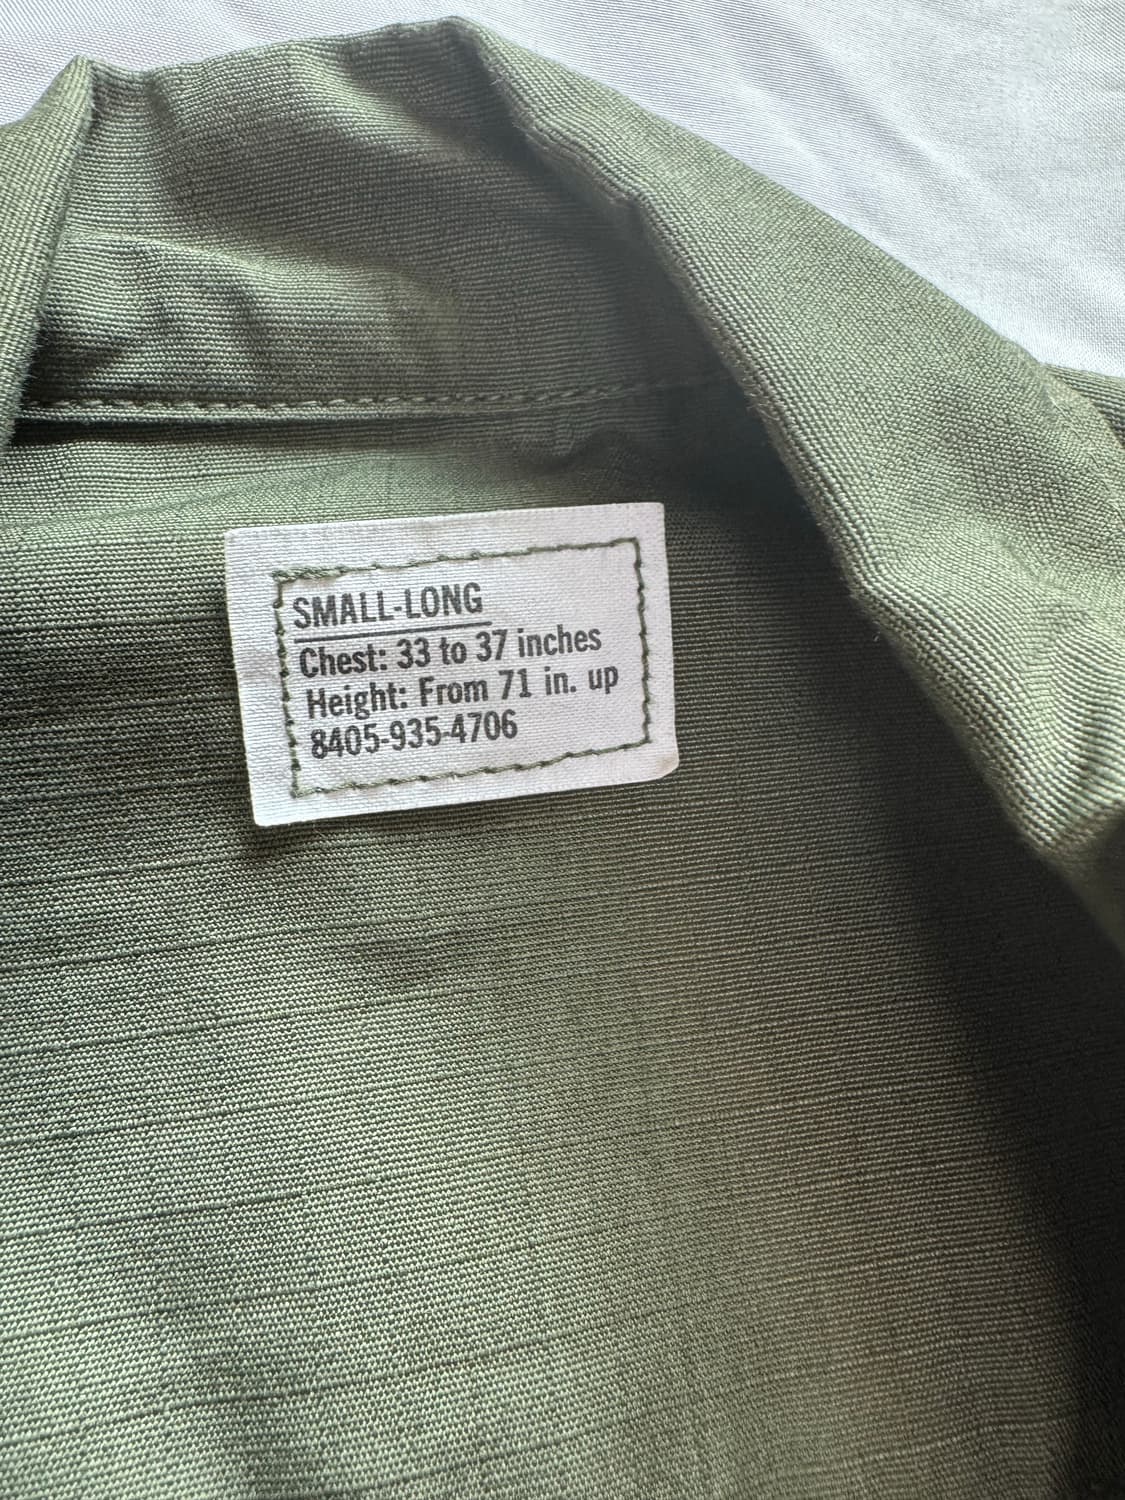 SMALL-LONG
Chest: 33 to 37 inches
Height: From 71 in. up
8405-935-4706